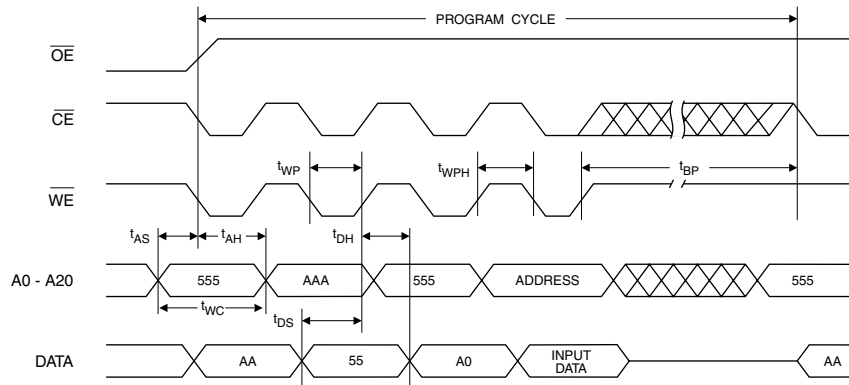 PROGRAM CYCLE
OE
CE
tWP tWPH tBP
WE
tAS tAH tDH
A0 - A20 555 AAA 555 ADDRESS 555
tWC
tDS
DATA AA 55 A0 INPUT DATA AA